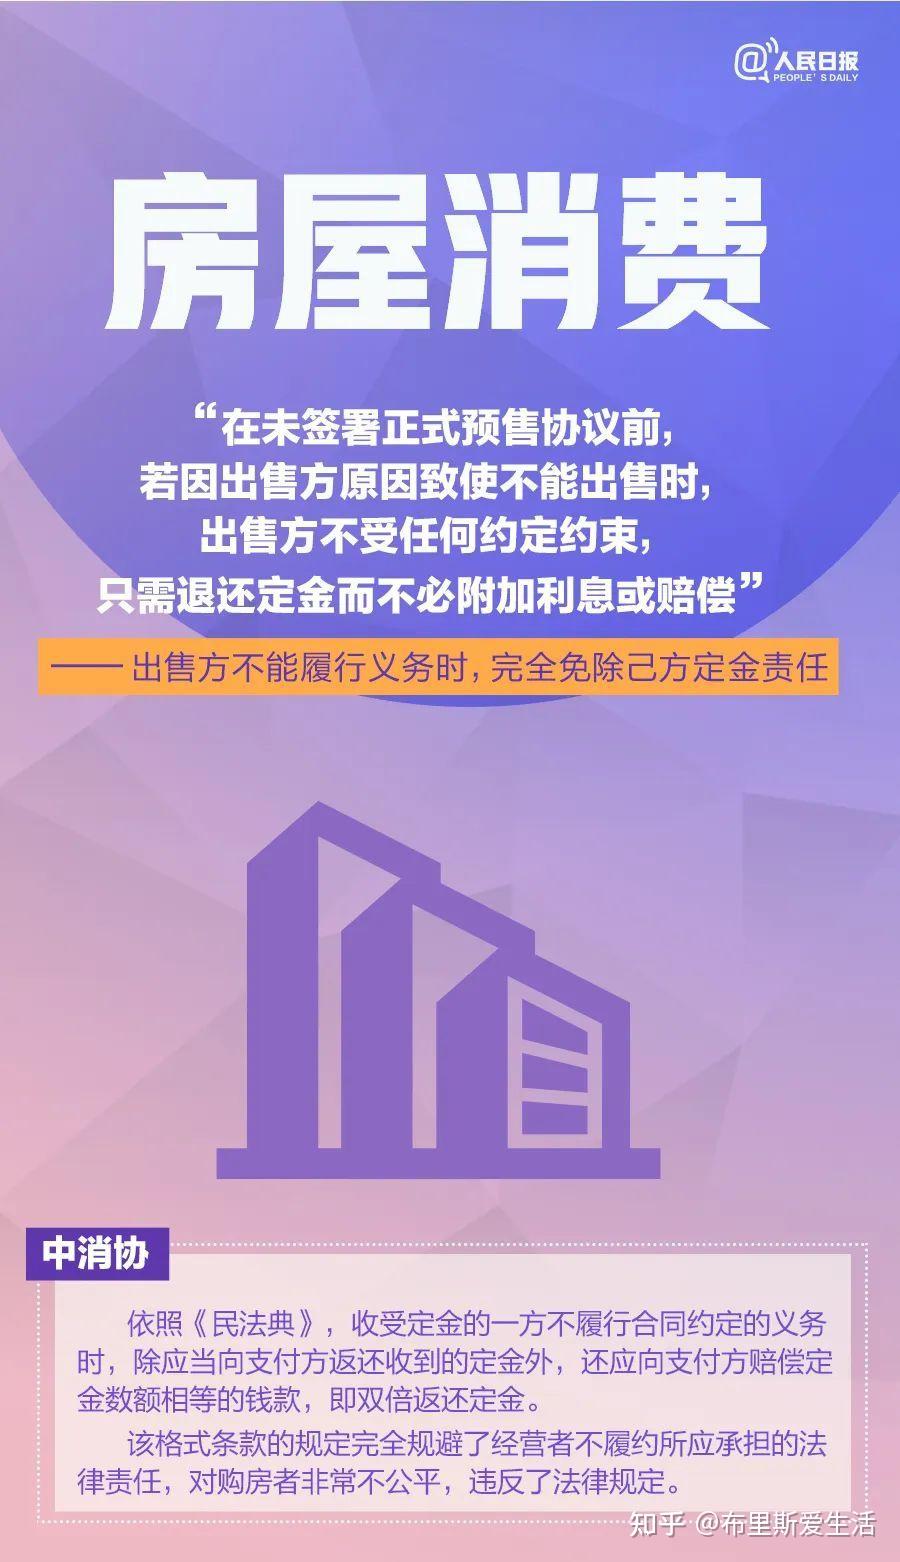 @人民日报
PEOPLE'S DAILY
房屋消费
“在未签署正式预售协议前，
若因出售方原因致使不能出售时，
出售方不受任何约定约束，
只需退还定金而不必附加利息或赔偿”
—— 出售方不能履行义务时，完全免除己方定金责任
中消协
依照《民法典》，收受定金的一方不履行合同约定的义务
时，除应当向支付方返还收到的定金外，还应向支付方赔偿定
金数额相等的钱款，即双倍返还定金。
该格式条款的规定完全规避了经营者不履约所应承担的法
律责任，对购房者非常不公平，违反了法律规定。
知乎 @布里斯爱生活